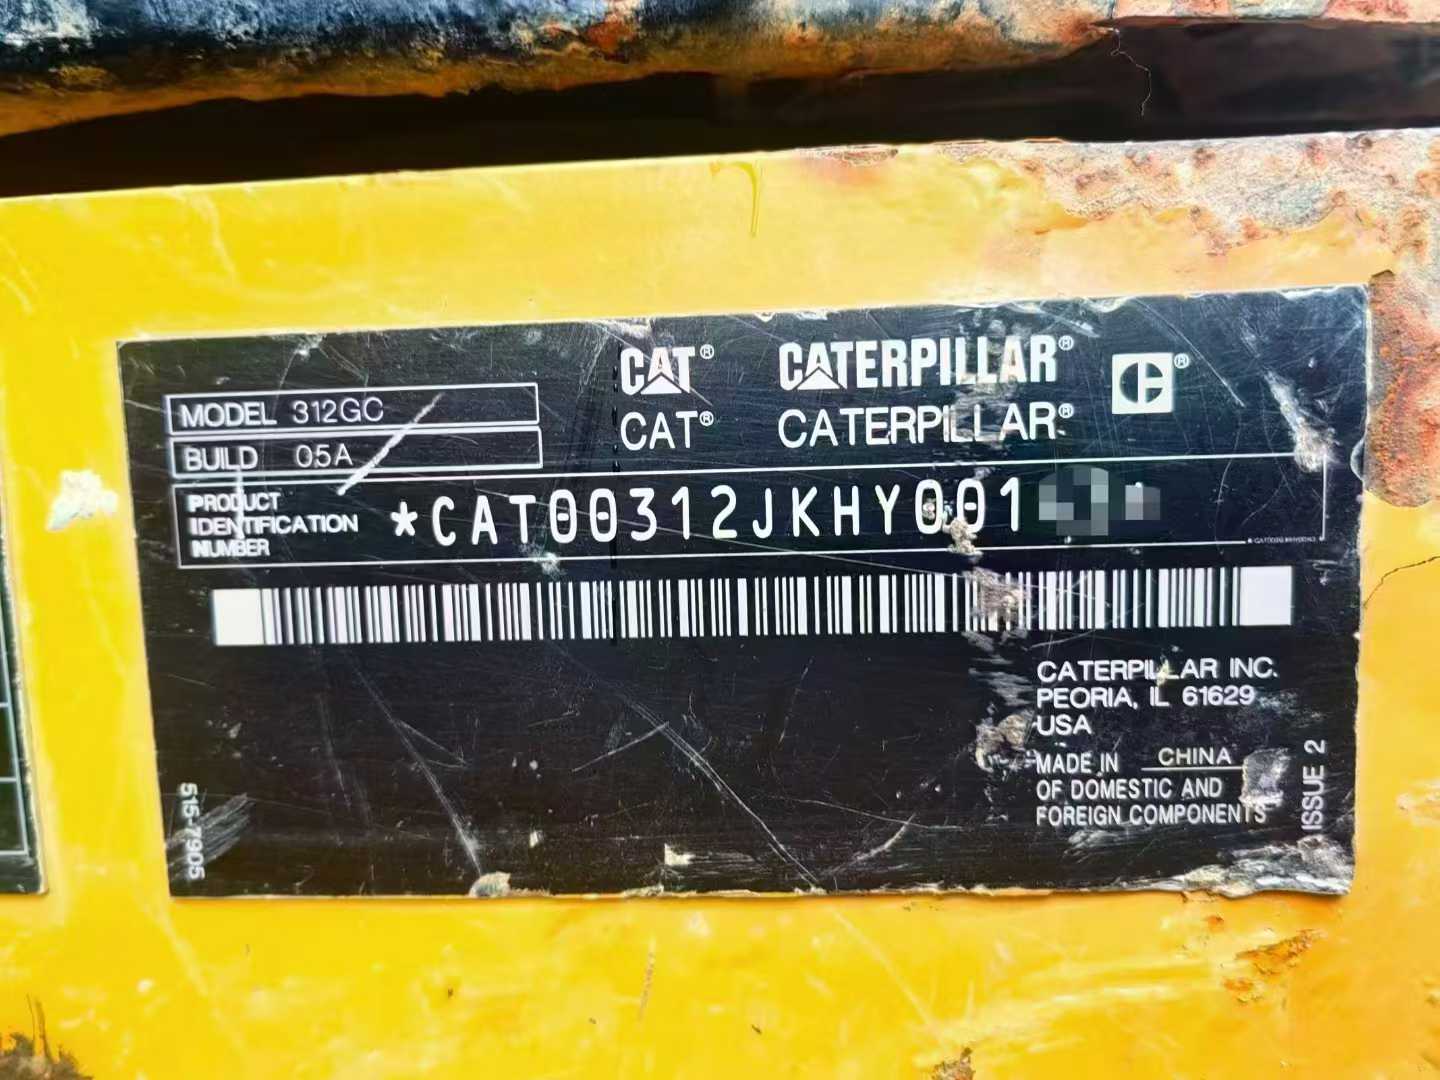 CAT® CATERPILLAR® ®
MODEL 312GC
CAT® CATERPILLAR®
BUILD 05A
PRODUCT
IDENTIFICATION
NUMBER
*CAT00312JKHY001
CATERPILLAR INC.
PEORIA, IL 61629
USA
MADE IN CHINA
OF DOMESTIC AND
FOREIGN COMPONENTS
515-7905
ISSUE 2